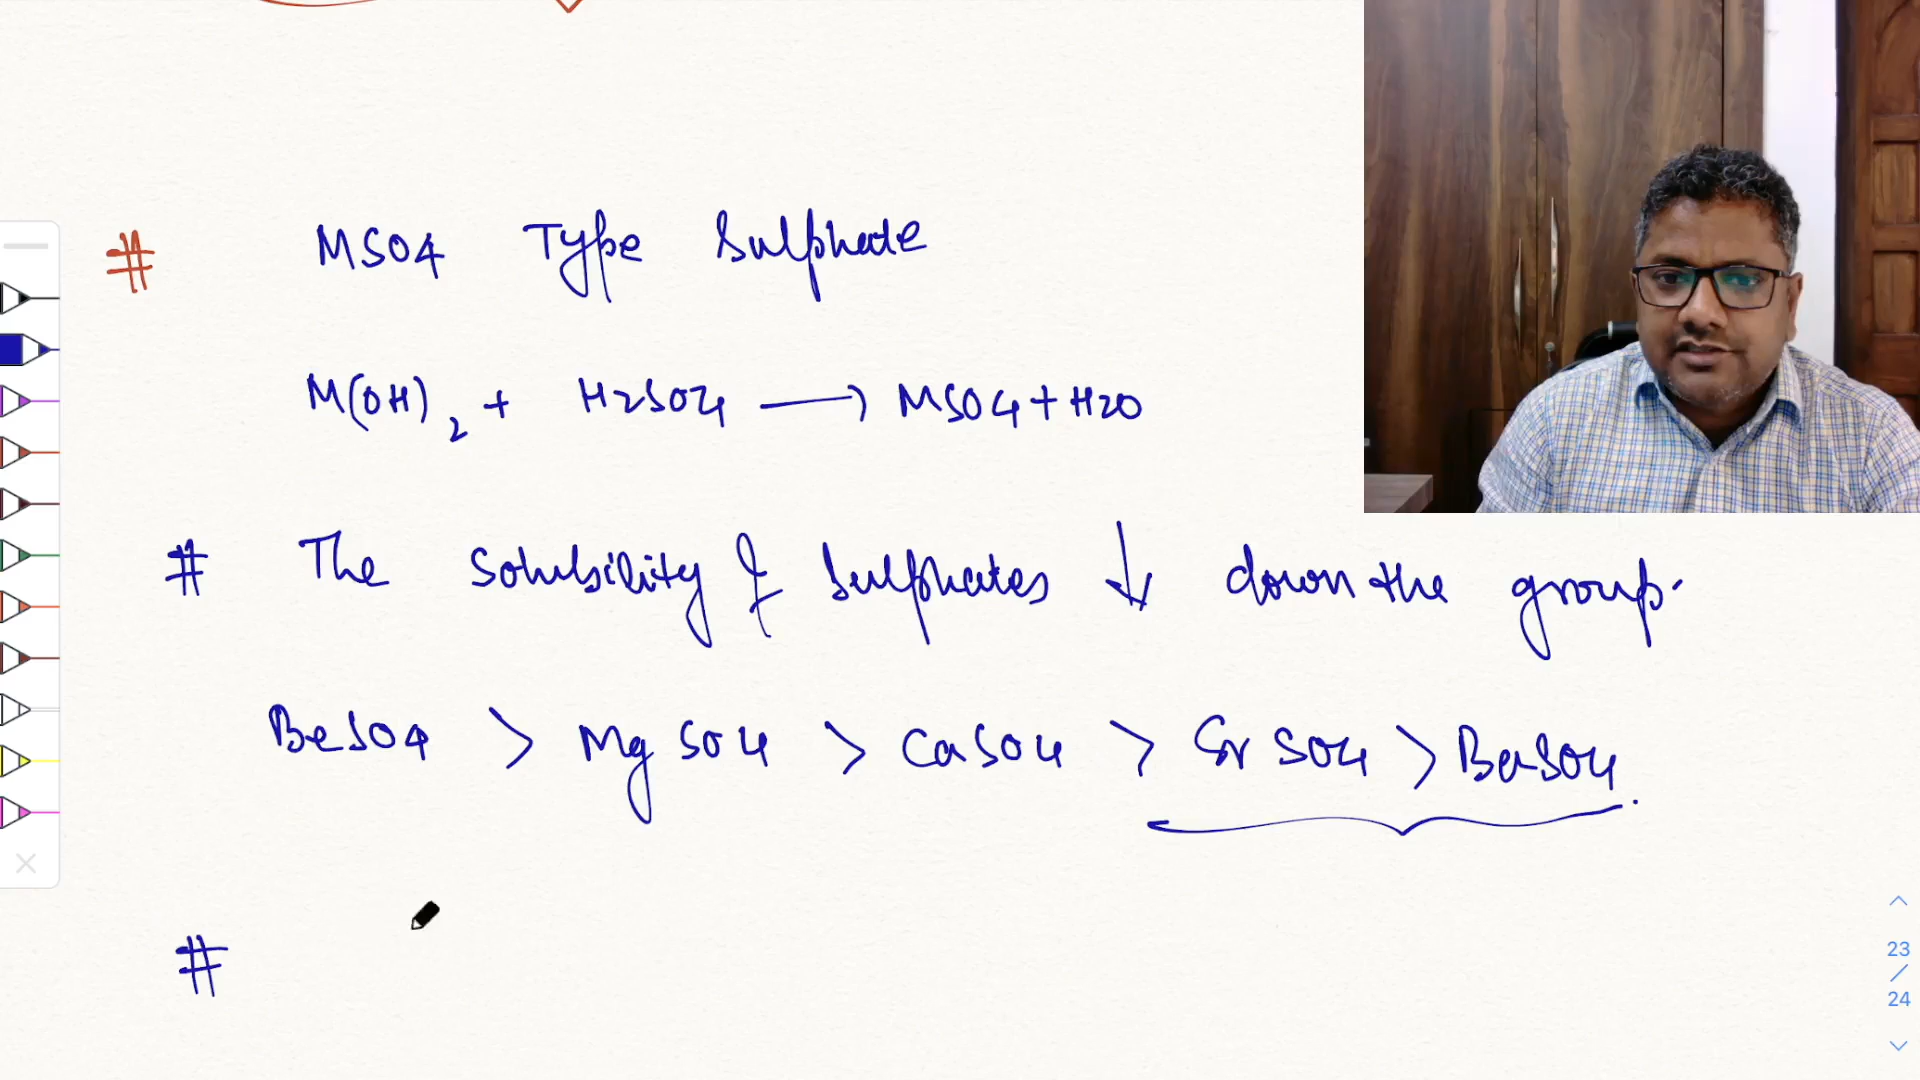 # MSO4 Type Sulphate
M(OH)2 + H2SO4 → MSO4 + H2O
# The solubility of sulphates ↓ down the group.
BeSO4 > MgSO4 > CaSO4 > SrSO4 > BaSO4.
#
23
/
24